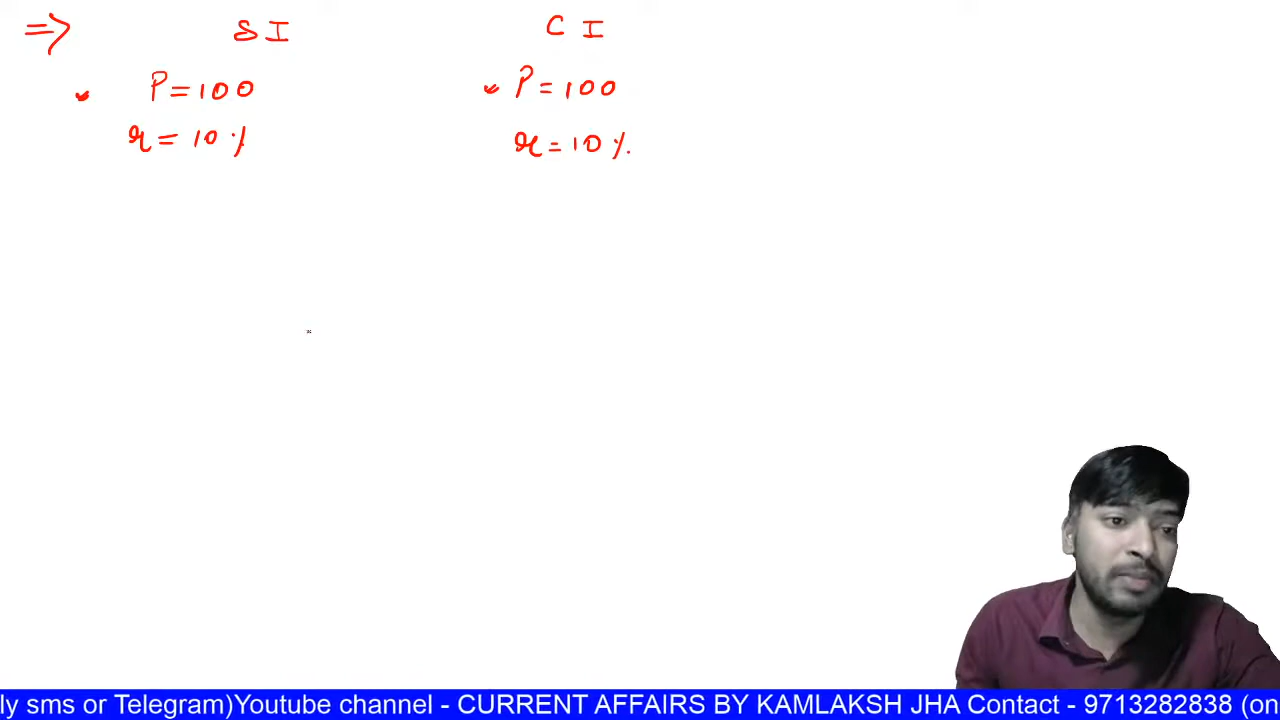 => SI CI
P = 100 P = 100
r = 10 % r = 10 %.
ly sms or Telegram)Youtube channel - CURRENT AFFAIRS BY KAMLAKSH JHA Contact - 9713282838 (on